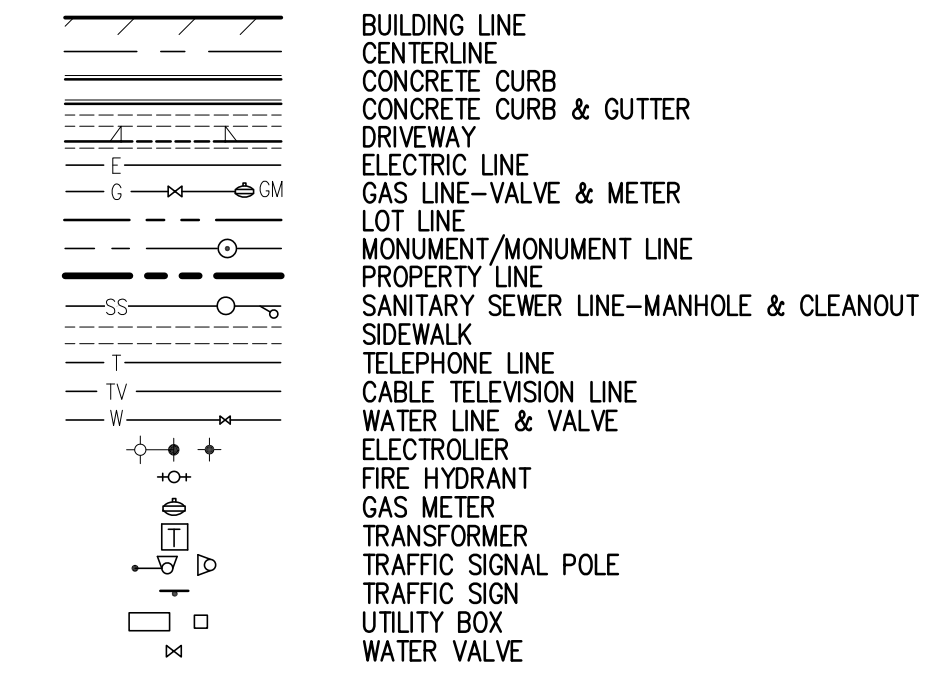 BUILDING LINE
CENTERLINE
CONCRETE CURB
CONCRETE CURB & GUTTER
DRIVEWAY
E ELECTRIC LINE
G GM GAS LINE-VALVE & METER
LOT LINE
MONUMENT/MONUMENT LINE
PROPERTY LINE
SS SANITARY SEWER LINE-MANHOLE & CLEANOUT
SIDEWALK
T TELEPHONE LINE
TV CABLE TELEVISION LINE
W WATER LINE & VALVE
ELECTROLIER
FIRE HYDRANT
GAS METER
T TRANSFORMER
TRAFFIC SIGNAL POLE
TRAFFIC SIGN
UTILITY BOX
WATER VALVE